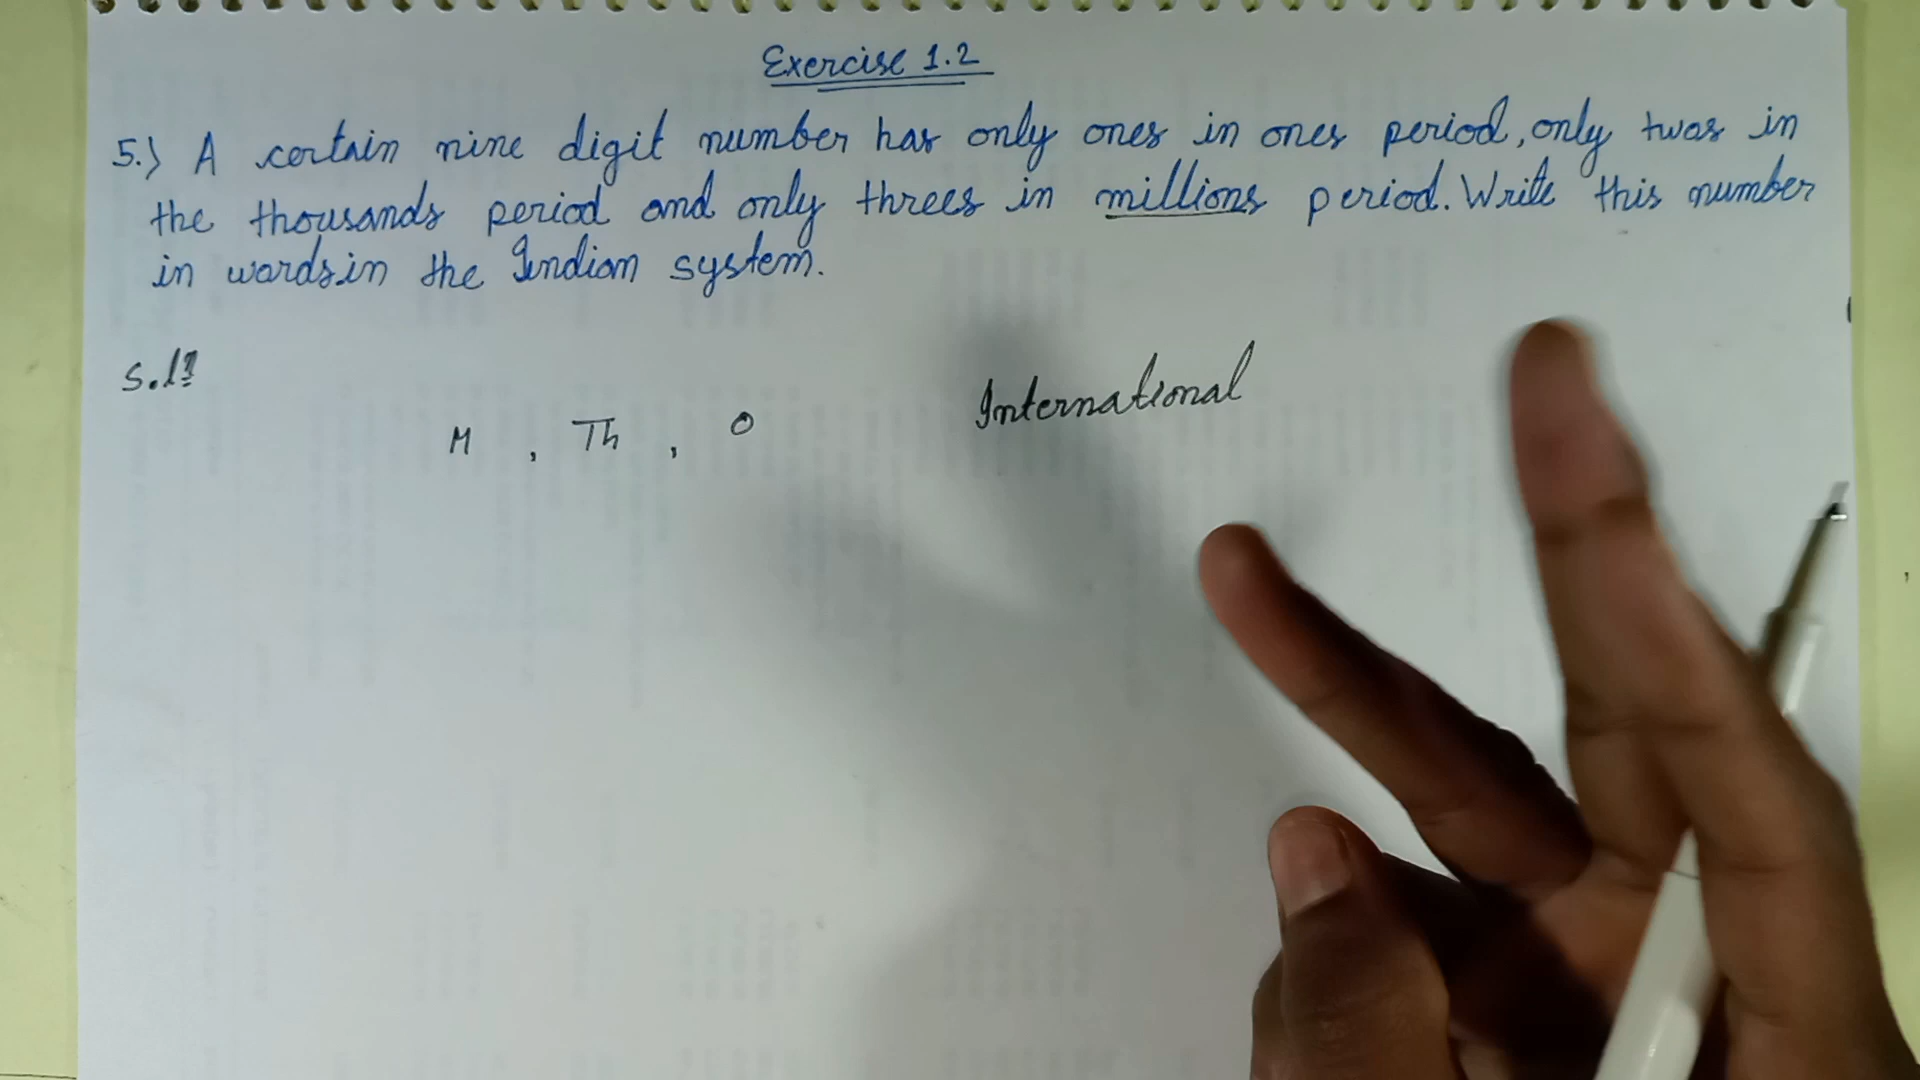 Exercise 1.2
5.) A certain nine digit number has only ones in ones period, only twos in
the thousands period and only threes in millions period. Write this number
in words in the Indian system.
Sol?
M , Th , O
International